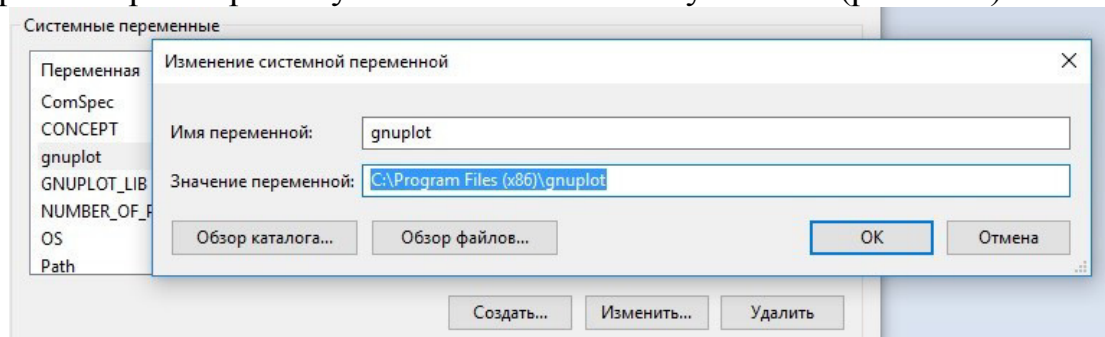 Системные переменные
Изменение системной переменной
Переменная
ComSpec
CONCEPT
Имя переменной:
gnuplot
gnuplot
GNUPLOT_LIB
Значение переменной:
C:\Program Files (x86)\gnuplot
NUMBER_OF_P
OS
Обзор каталога...
Обзор файлов...
OK
Отмена
Path
Создать...
Изменить...
Удалить